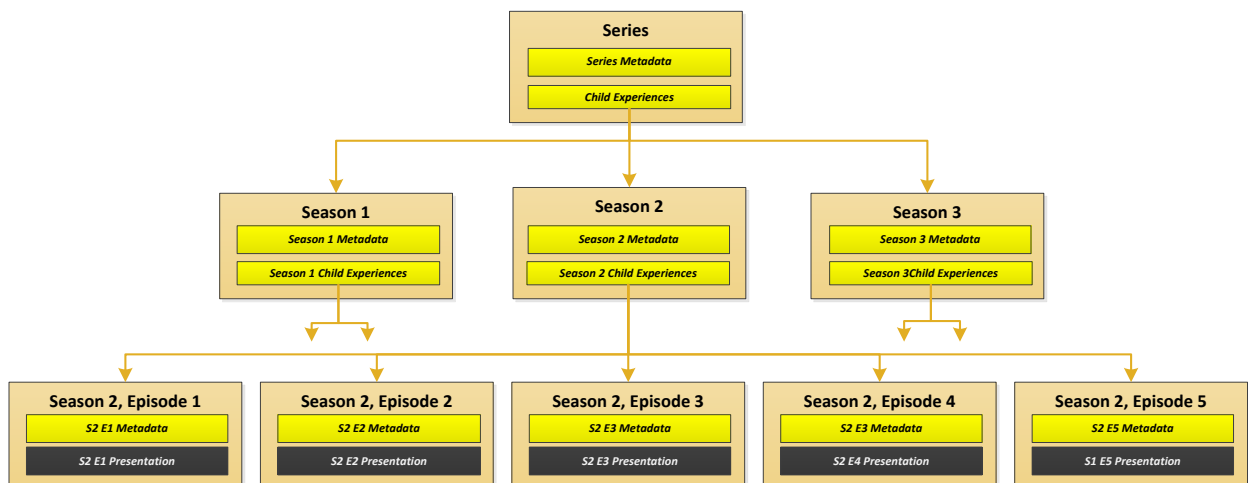 Series
Series Metadata
Child Experiences
Season 1
Season 1 Metadata
Season 1 Child Experiences
Season 2
Season 2 Metadata
Season 2 Child Experiences
Season 3
Season 3 Metadata
Season 3Child Experiences
Season 2, Episode 1
S2 E1 Metadata
S2 E1 Presentation
Season 2, Episode 2
S2 E2 Metadata
S2 E2 Presentation
Season 2, Episode 3
S2 E3 Metadata
S2 E3 Presentation
Season 2, Episode 4
S2 E3 Metadata
S2 E4 Presentation
Season 2, Episode 5
S2 E5 Metadata
S1 E5 Presentation